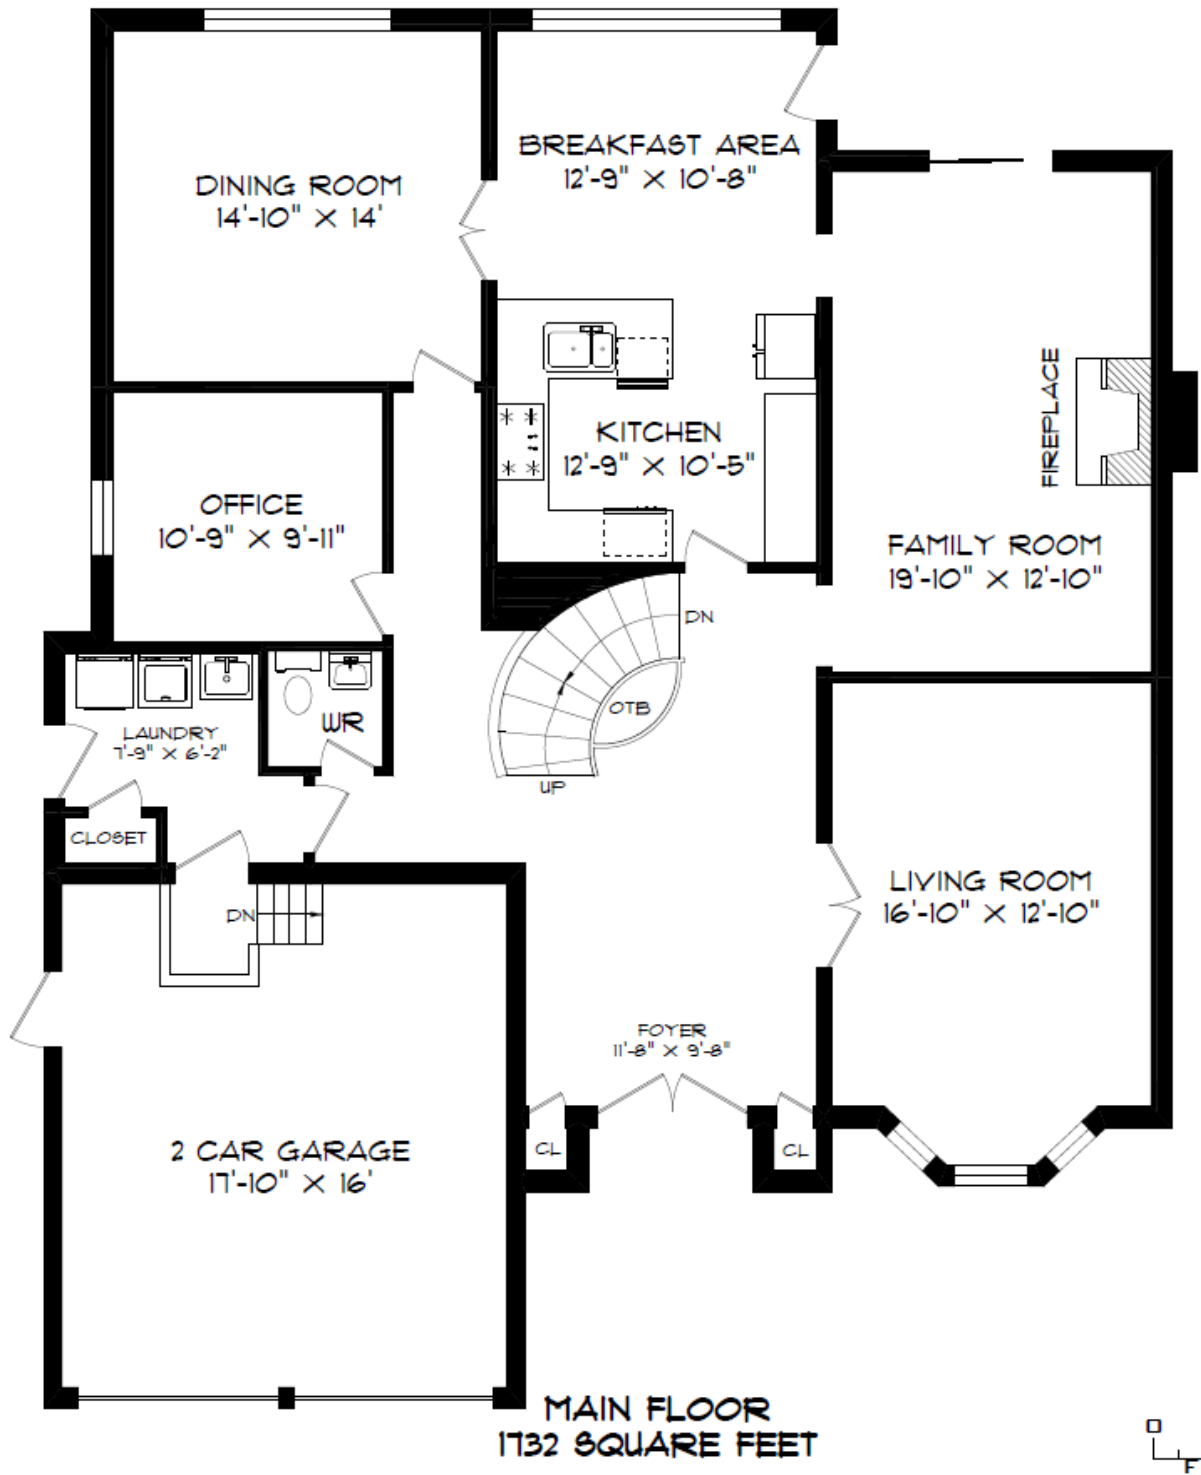 BREAKFAST AREA
12'-9" X 10'-8"
DINING ROOM
14'-10" X 14'
FIREPLACE
KITCHEN
12'-9" X 10'-5"
OFFICE
10'-9" X 9'-11"
FAMILY ROOM
19'-10" X 12'-10"
DN
OTB
UP
WR
LAUNDRY
7'-9" X 6'-2"
CLOSET
LIVING ROOM
16'-10" X 12'-10"
DN
FOYER
11'-8" X 9'-8"
CL
CL
2 CAR GARAGE
17'-10" X 16'
MAIN FLOOR
1732 SQUARE FEET